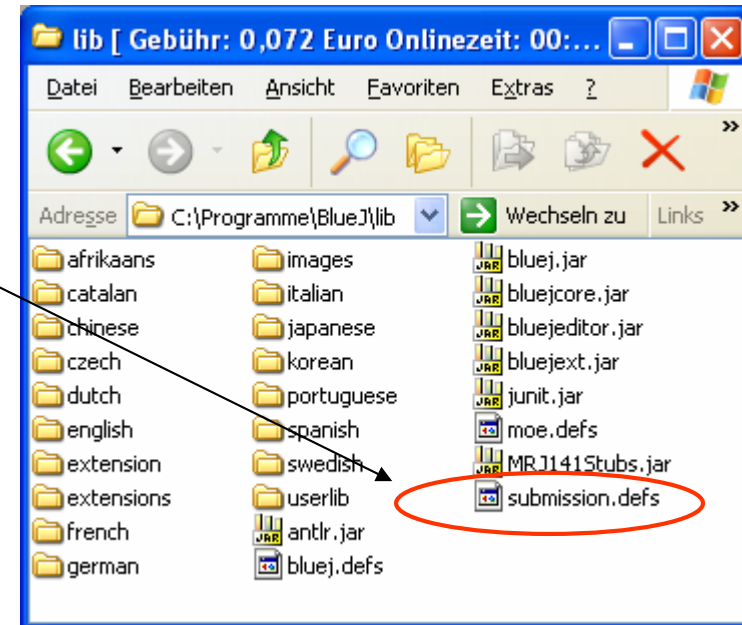 lib [ Gebühr: 0,072 Euro Onlinezeit: 00:...
Datei Bearbeiten Ansicht Favoriten Extras ?
»
Adresse C:\Programme\BlueJ\lib Wechseln zu Links »
afrikaans
catalan
chinese
czech
dutch
english
extension
extensions
french
german
images
italian
japanese
korean
portuguese
spanish
swedish
userlib
antlr.jar
bluej.defs
bluej.jar
bluejcore.jar
bluejeditor.jar
bluejext.jar
junit.jar
moe.defs
MRJ141Stubs.jar
submission.defs